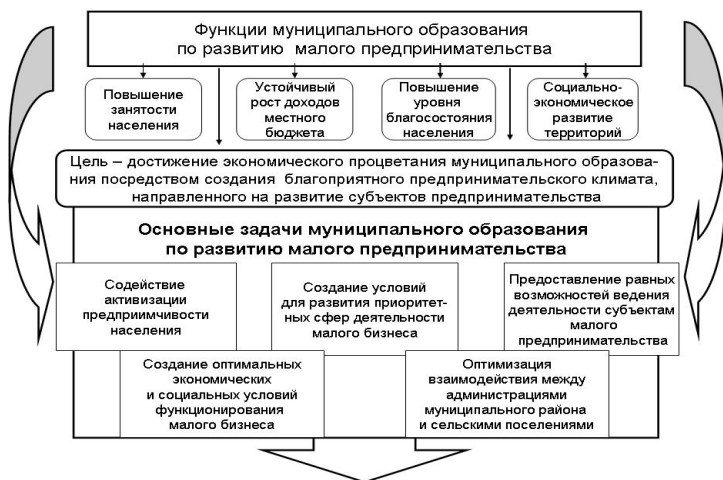 Функции муниципального образования
по развитию малого предпринимательства
Повышение
занятости
населения
Устойчивый
рост доходов
местного
бюджета
Повышение
уровня
благосостояния
населения
Социально-
экономическое
развитие
территорий
Цель – достижение экономического процветания муниципального образова-
ния посредством создания благоприятного предпринимательского климата,
направленного на развитие субъектов предпринимательства
Основные задачи муниципального образования
по развитию малого предпринимательства
Содействие
активизации
предприимчивости
населения
Создание условий
для развития приоритет-
ных сфер деятельности
малого бизнеса
Предоставление равных
возможностей ведения
деятельности субъектам
малого
предпринимательства
Создание оптимальных
экономических
и социальных условий
функционирования
малого бизнеса
Оптимизация
взаимодействия между
администрациями
муниципального района
и сельскими поселениями